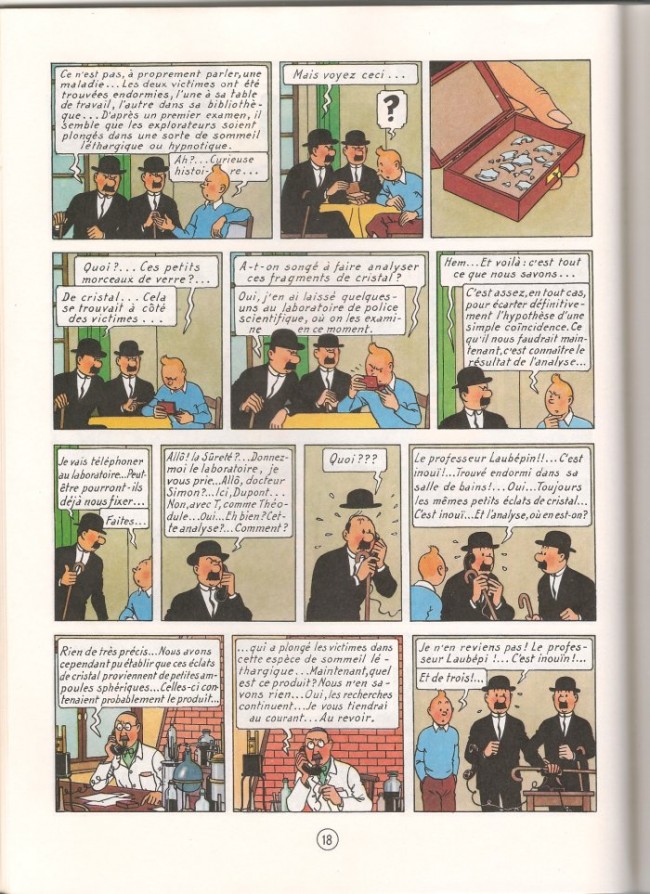 Ce n'est pas, à proprement parler, une
maladie... Les deux victimes ont été
trouvées endormies, l'une à sa table
de travail, l'autre dans sa bibliothè-
que... D'après un premier examen, il
semble que les explorateurs soient
plongés dans une sorte de sommeil
léthargique ou hypnotique.
Ah?... Curieuse
histoi-re...
Mais voyez ceci...
?
Quoi?... Ces petits
morceaux de verre?...
De cristal... Cela
se trouvait à côté
des victimes...
A-t-on songé à faire analyser
ces fragments de cristal?
Oui, j'en ai laissé quelques-
uns au laboratoire de police
scientifique, où on les exami-
ne en ce moment.
Hem... Et voilà: c'est tout
ce que nous savons...
C'est assez, en tout cas,
pour écarter définitive-
ment l'hypothèse d'une
simple coïncidence. Ce
qu'il nous faudrait main-
tenant, c'est connaître le
résultat de l'analyse...
Je vais téléphoner
au laboratoire... Peut-
être pourront-ils
déjà nous fixer...
Faites...
Allô! la Sûreté?... Donnez-
moi le laboratoire, je
vous prie... Allô, docteur
Simon?... Ici, Dupont...
Non, avec T, comme Théo-
dule... Oui... Eh bien? Cet-
te analyse?... Comment?
Quoi???
Le professeur Laubépin!!... C'est
inouï!... Trouvé endormi dans sa
salle de bains!... Oui... Toujours
les mêmes petits éclats de cristal...
C'est inouï... Et l'analyse, où en est-on?
Rien de très précis... Nous avons
cependant pu établir que ces éclats
de cristal proviennent de petites am-
poules sphériques... Celles-ci con-
tenaient probablement le produit...
...qui a plongé les victimes dans
cette espèce de sommeil lé-
thargique... Maintenant, quel
est ce produit? Nous n'en sa-
vons rien... Oui, les recherches
continuent... Je vous tiendrai
au courant... Au revoir.
Je n'en reviens pas! Le profes-
seur Laubépi!... C'est inouïn!...
Et de trois!...
18